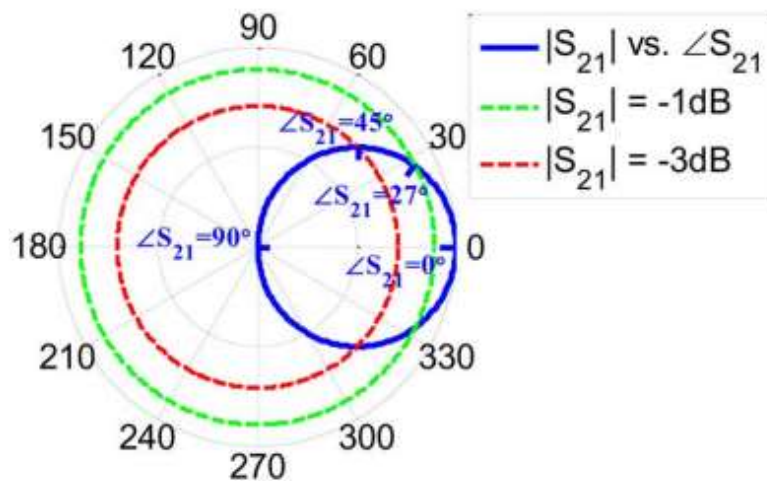 90
120
60
150
30
180
0
210
330
240
300
270
∠S21=45°
∠S21=27°
∠S21=90°
∠S21=0°
|S21| vs. ∠S21
|S21| = -1dB
|S21| = -3dB